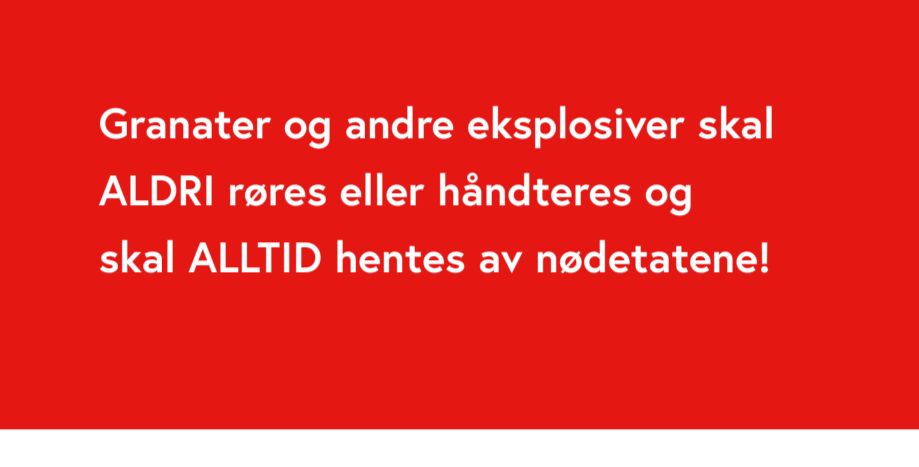 Granater og andre eksplosiver skal
ALDRI røres eller håndteres og
skal ALLTID hentes av nødetatene!